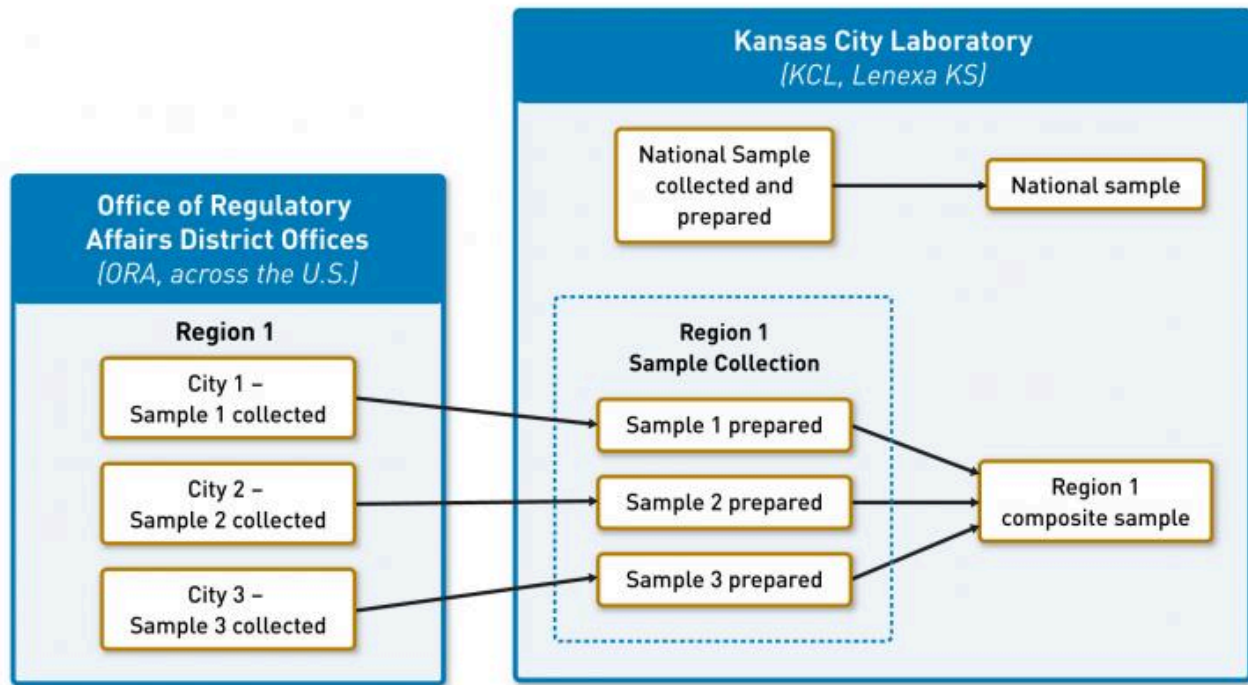 Kansas City Laboratory
(KCL, Lenexa KS)
National Sample
collected and
prepared
National sample
Office of Regulatory
Affairs District Offices
(ORA, across the U.S.)
Region 1
City 1 –
Sample 1 collected
City 2 –
Sample 2 collected
City 3 –
Sample 3 collected
Region 1
Sample Collection
Sample 1 prepared
Sample 2 prepared
Sample 3 prepared
Region 1
composite sample